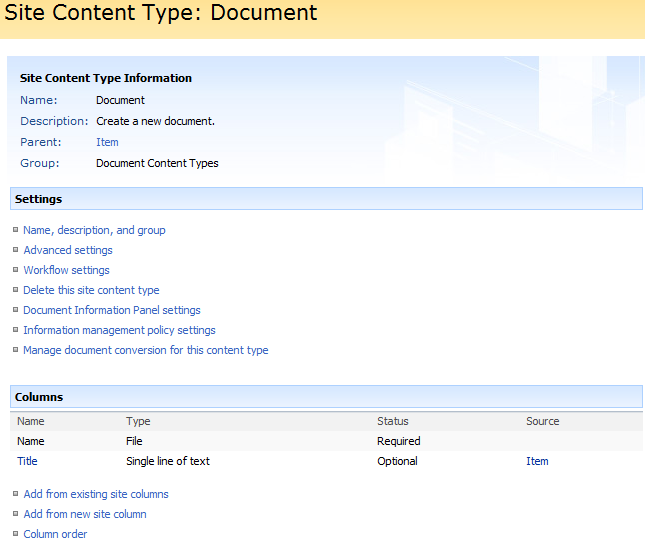 Site Content Type: Document
Site Content Type Information
Name: Document
Description: Create a new document.
Parent: Item
Group: Document Content Types
Settings
Name, description, and group
Advanced settings
Workflow settings
Delete this site content type
Document Information Panel settings
Information management policy settings
Manage document conversion for this content type
Columns
Name Type Status Source
Name File Required
Title Single line of text Optional Item
Add from existing site columns
Add from new site column
Column order